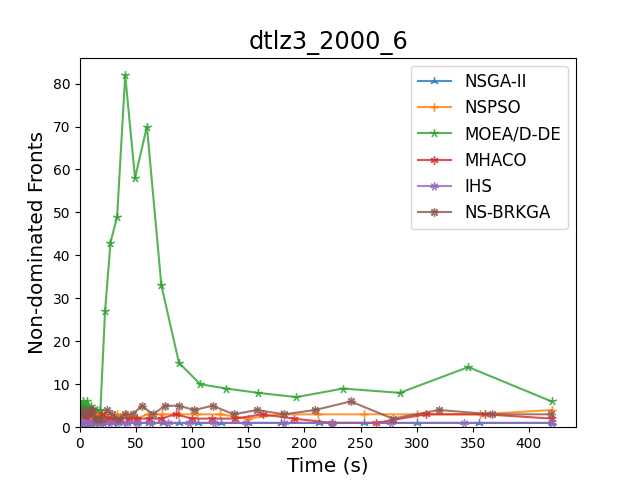 dtlz3_2000_6
Non-dominated Fronts
80
70
60
50
40
30
20
10
0
NSGA-II
NSPSO
MOEA/D-DE
MHACO
IHS
NS-BRKGA
0 50 100 150 200 250 300 350 400
Time (s)